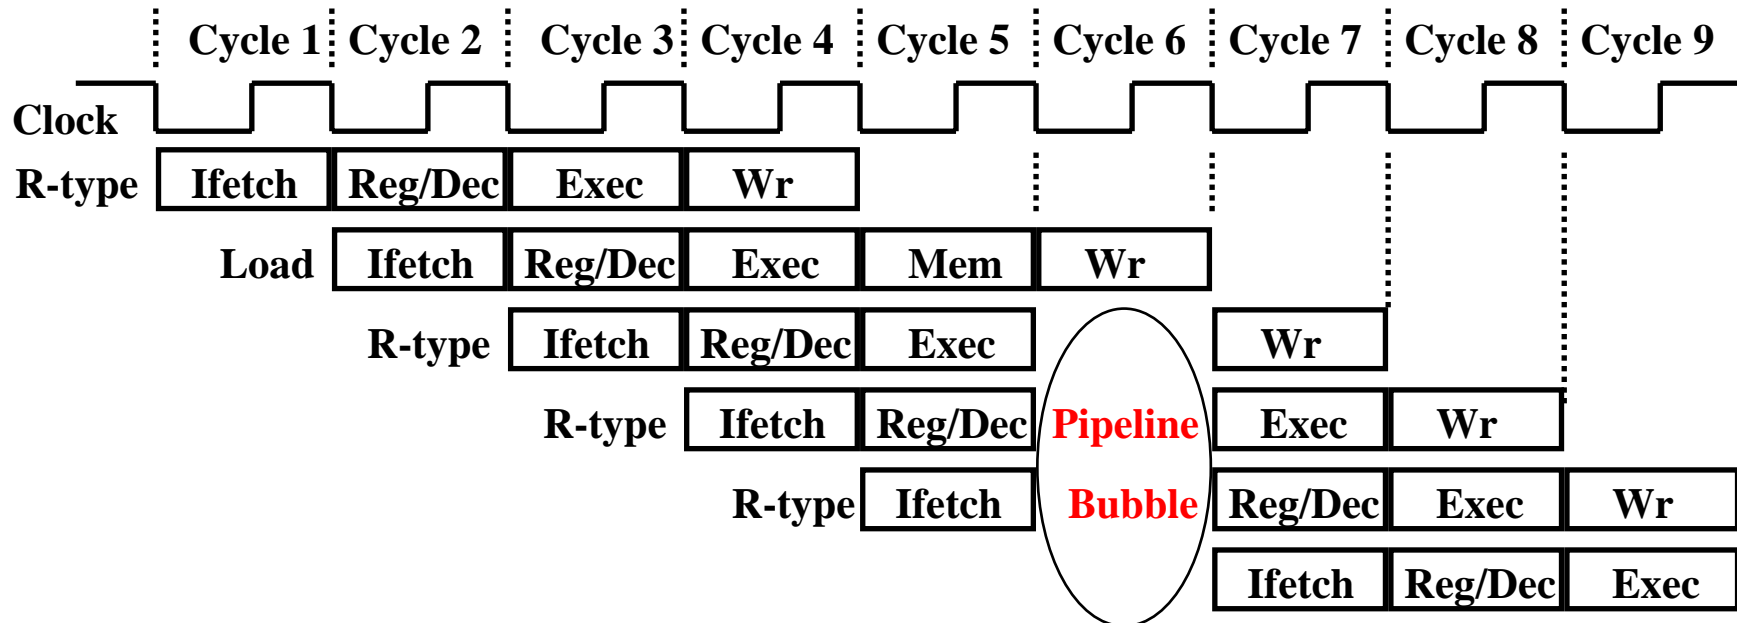 Cycle 1 Cycle 2 Cycle 3 Cycle 4 Cycle 5 Cycle 6 Cycle 7 Cycle 8 Cycle 9
Clock
R-type Ifetch Reg/Dec Exec Wr
Load Ifetch Reg/Dec Exec Mem Wr
R-type Ifetch Reg/Dec Exec Wr
R-type Ifetch Reg/Dec Pipeline Exec Wr
R-type Ifetch Bubble Reg/Dec Exec Wr
Ifetch Reg/Dec Exec